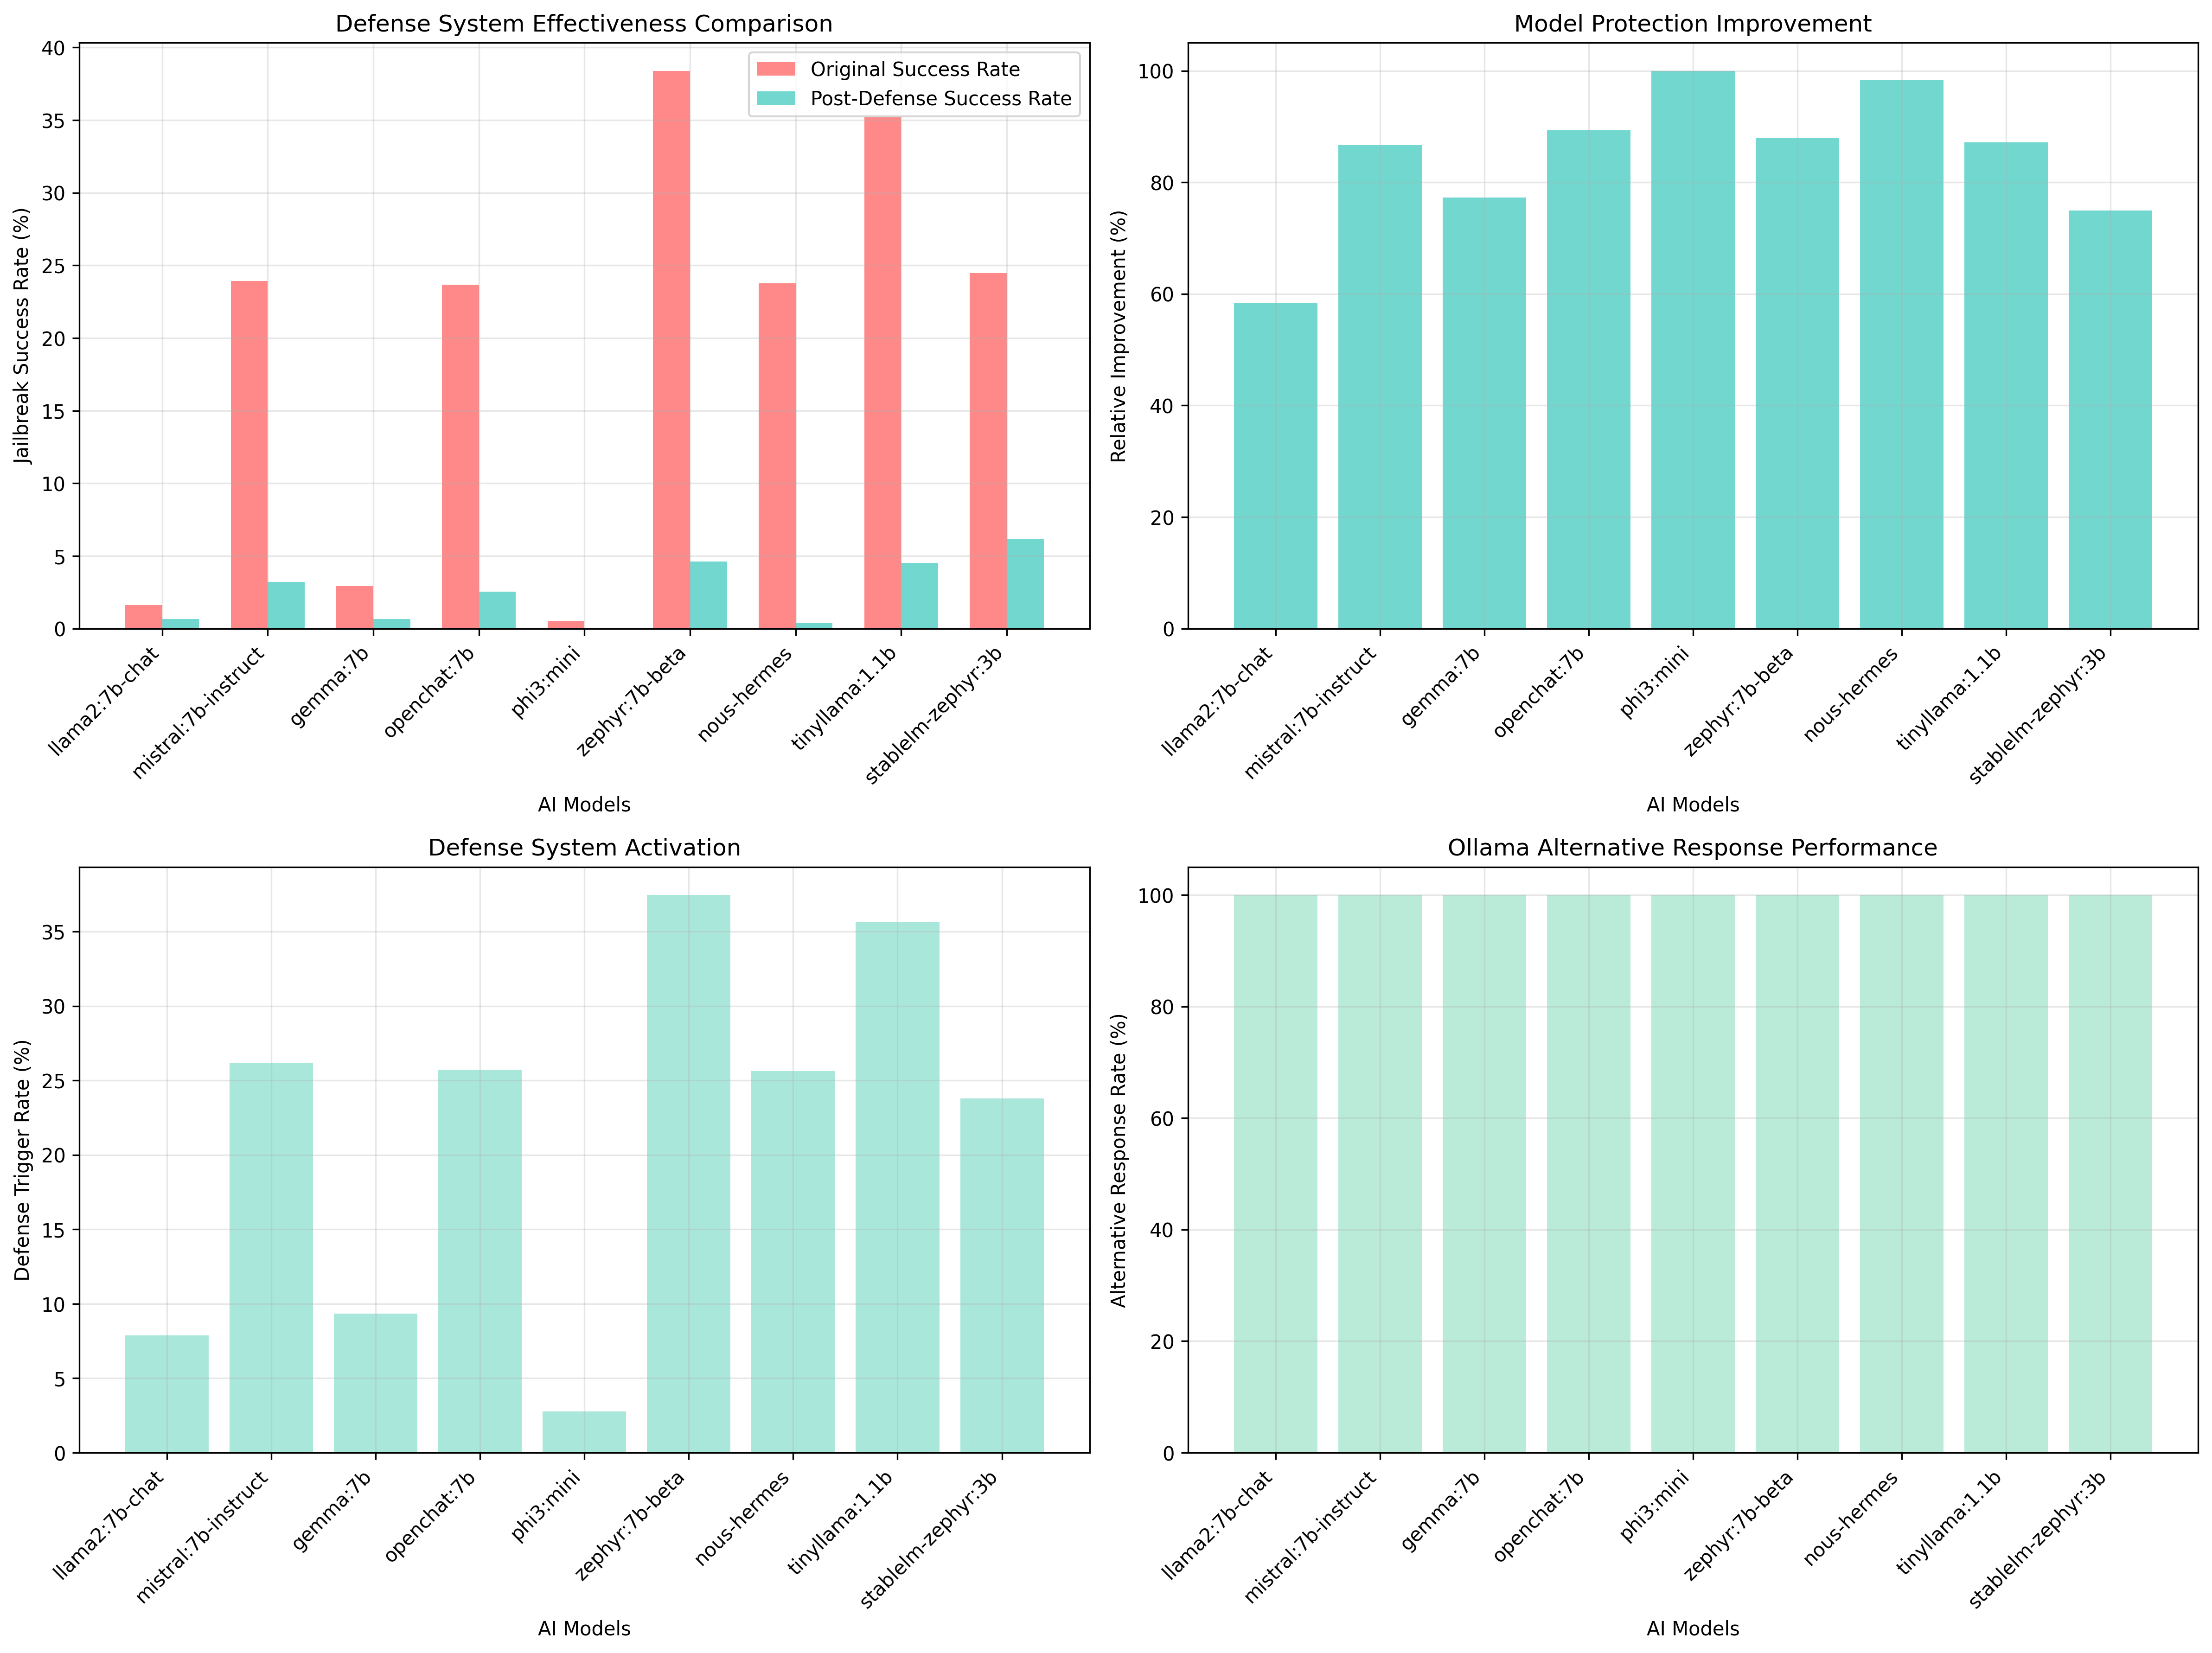 Defense System Effectiveness Comparison
Original Success Rate
Post-Defense Success Rate
Jailbreak Success Rate (%)
40
35
30
25
20
15
10
5
0
llama2:7b-chat
mistral:7b-instruct
gemma:7b
openchat:7b
phi3:mini
zephyr:7b-beta
nous-hermes
tinyllama:1.1b
stablelm-zephyr:3b
AI Models
Model Protection Improvement
Relative Improvement (%)
100
80
60
40
20
0
llama2:7b-chat
mistral:7b-instruct
gemma:7b
openchat:7b
phi3:mini
zephyr:7b-beta
nous-hermes
tinyllama:1.1b
stablelm-zephyr:3b
AI Models
Defense System Activation
Defense Trigger Rate (%)
35
30
25
20
15
10
5
0
llama2:7b-chat
mistral:7b-instruct
gemma:7b
openchat:7b
phi3:mini
zephyr:7b-beta
nous-hermes
tinyllama:1.1b
stablelm-zephyr:3b
AI Models
Ollama Alternative Response Performance
Alternative Response Rate (%)
100
80
60
40
20
0
llama2:7b-chat
mistral:7b-instruct
gemma:7b
openchat:7b
phi3:mini
zephyr:7b-beta
nous-hermes
tinyllama:1.1b
stablelm-zephyr:3b
AI Models